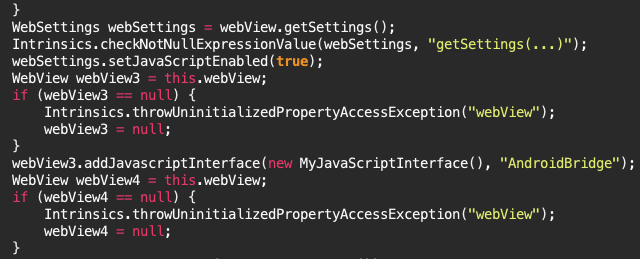 }
WebSettings webSettings = webView.getSettings();
Intrinsics.checkNotNullExpressionValue(webSettings, "getSettings(...)");
webSettings.setJavaScriptEnabled(true);
WebView webView3 = this.webView;
if (webView3 == null) {
    Intrinsics.throwUninitializedPropertyAccessException("webView");
    webView3 = null;
}
webView3.addJavascriptInterface(new MyJavaScriptInterface(), "AndroidBridge");
WebView webView4 = this.webView;
if (webView4 == null) {
    Intrinsics.throwUninitializedPropertyAccessException("webView");
    webView4 = null;
}